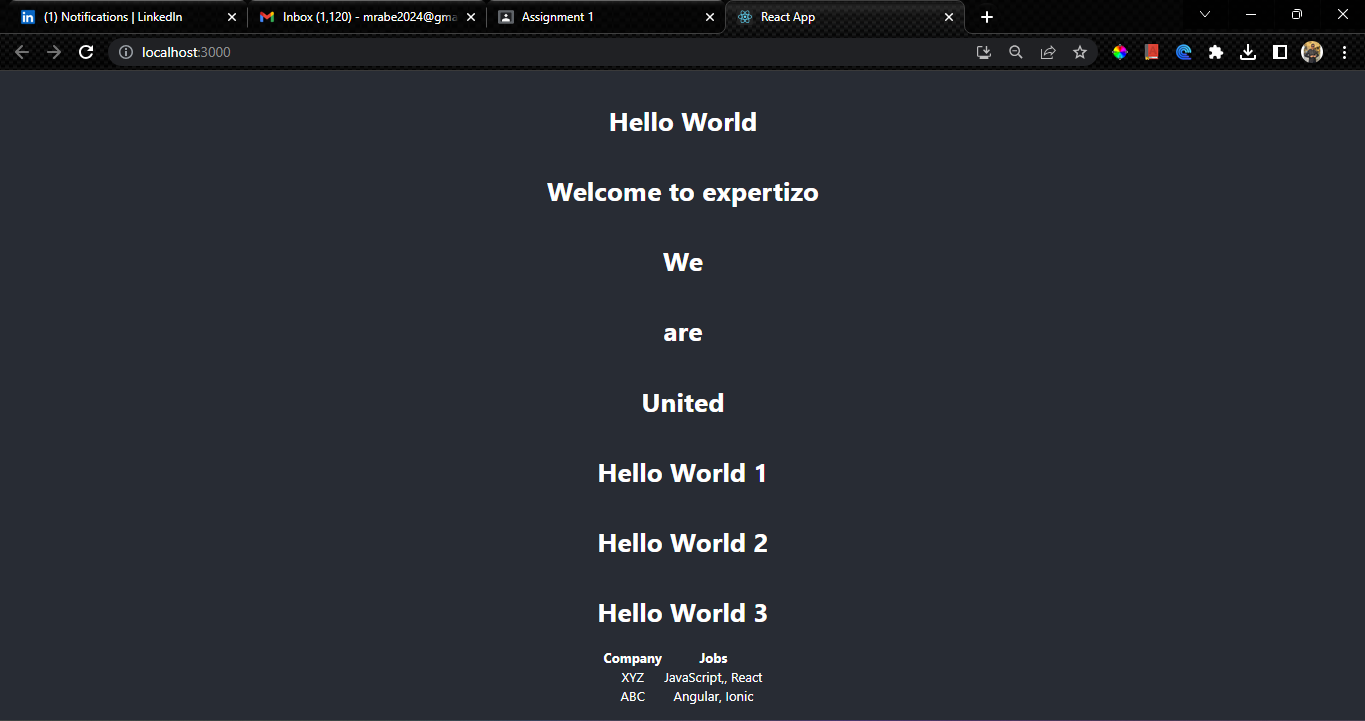 (1) Notifications | LinkedIn
Inbox (1,120) - mrabe2024@gma
Assignment 1
React App
localhost:3000
Hello World
Welcome to expertizo
We
are
United
Hello World 1
Hello World 2
Hello World 3
Company Jobs
XYZ JavaScript,, React
ABC Angular, Ionic